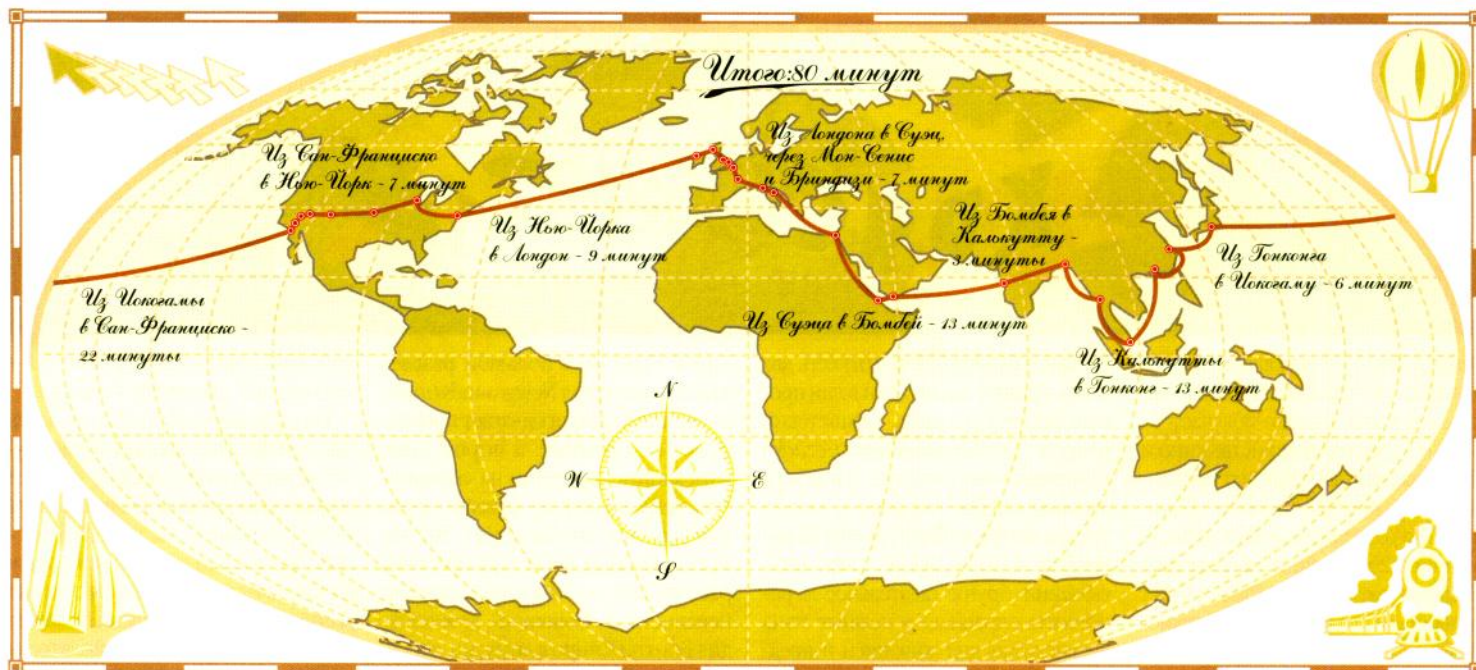 Итого:80 минут
Из Сан-Франциско
в Нью-Йорк - 7 минут
Из Лондона в Суэц,
через Мон-Сенис
и Бриндизи - 7 минут
Из Нью-Йорка
в Лондон - 9 минут
Из Бомбея в
Калькутту -
3 минуты
Из Гонконга
в Иокогаму - 6 минут
Из Иокогамы
в Сан-Франциско -
22 минуты
Из Суэца в Бомбей - 13 минут
Из Калькутты
в Гонконг - 13 минут
N
W
E
S